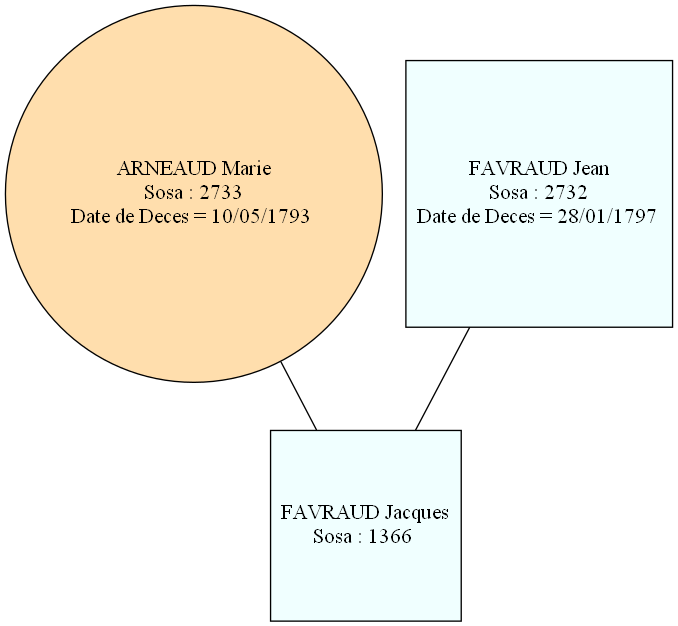 ARNEAUD Marie
Sosa : 2733
Date de Deces = 10/05/1793
FAVRAUD Jean
Sosa : 2732
Date de Deces = 28/01/1797
FAVRAUD Jacques
Sosa : 1366